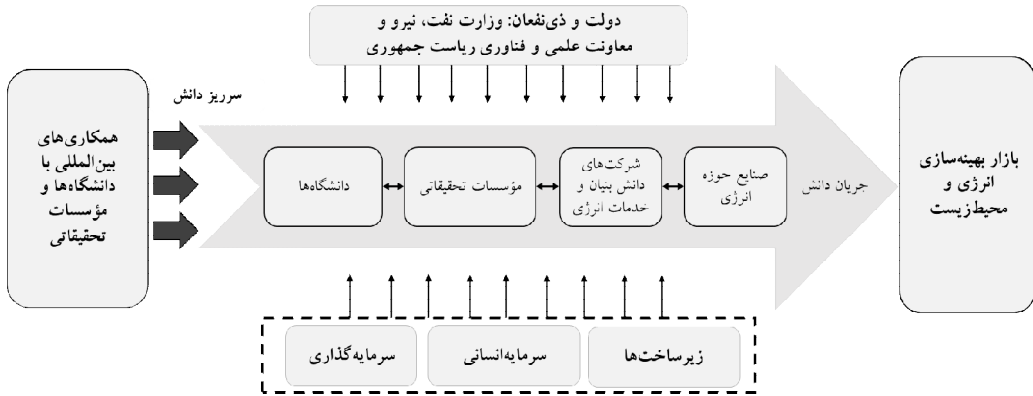 دولت و ذی‌نفعان: وزارت نفت، نیرو و
معاونت علمی و فناوری ریاست جمهوری
سرریز دانش
همکاری‌های
بین‌المللی با
دانشگاه‌ها و
مؤسسات
تحقیقاتی
دانشگاه‌ها
مؤسسات تحقیقاتی
شرکت‌های
دانش بنیان و
خدمات انرژی
صنایع حوزه
انرژی
جریان دانش
بازار بهینه‌سازی
انرژی و
محیط‌زیست
سرمایه‌گذاری
سرمایه‌انسانی
زیرساخت‌ها